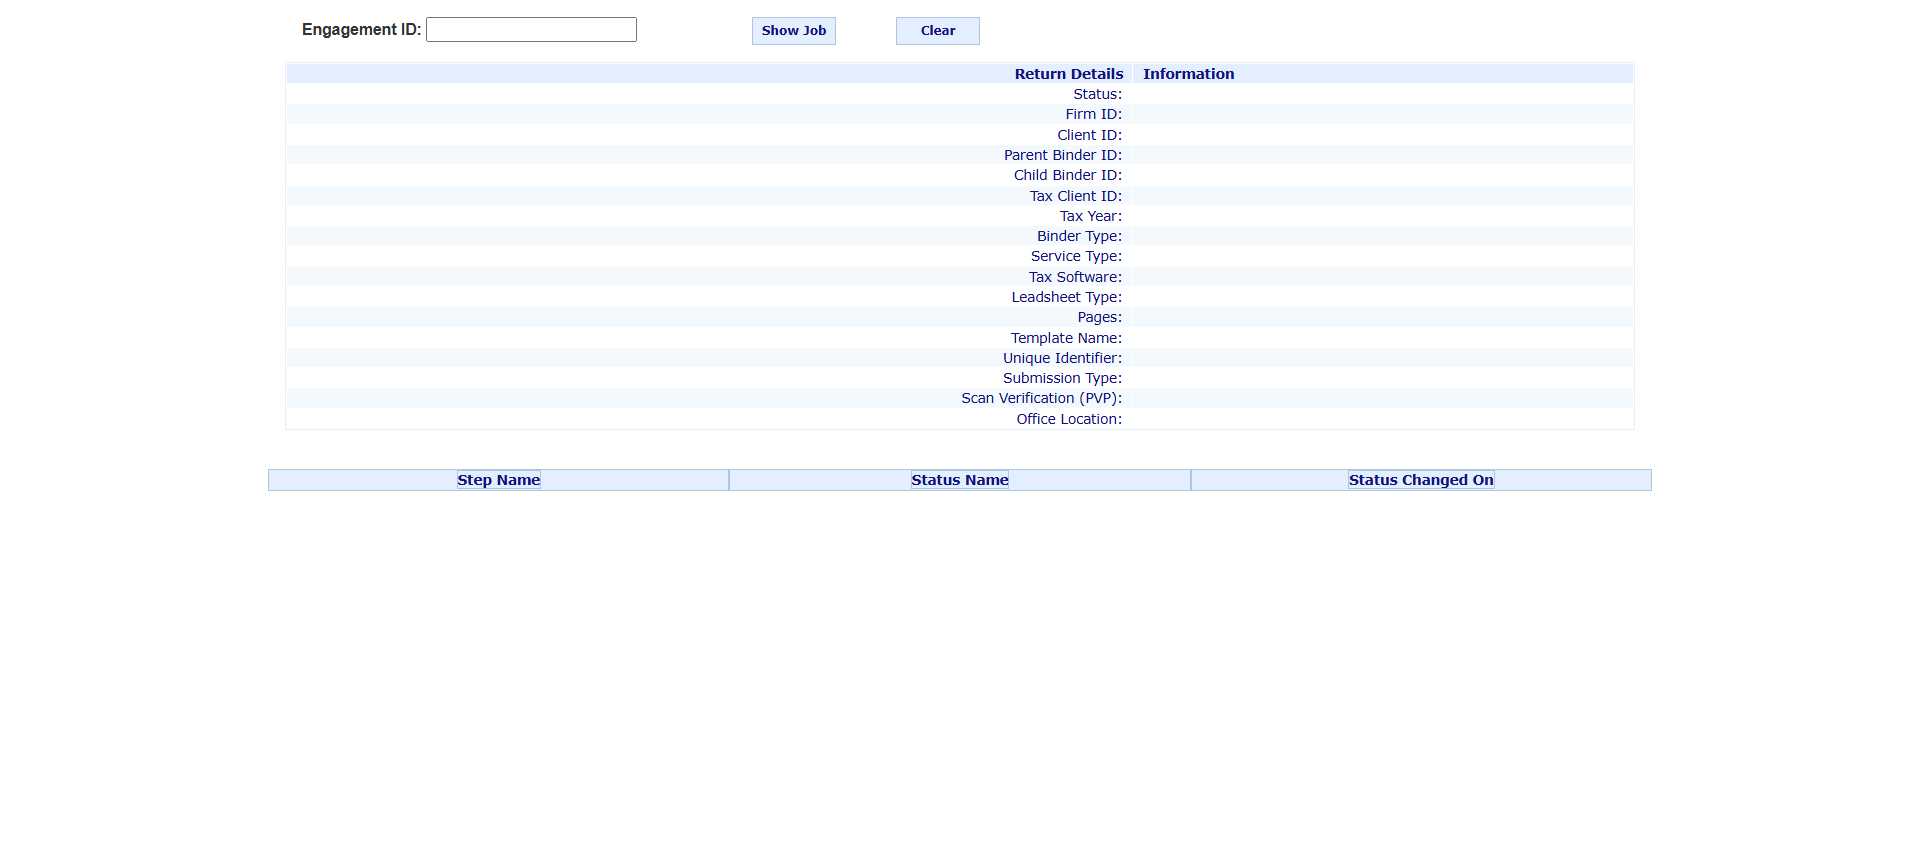 Engagement ID: Show Job Clear
Return Details Information
Status:
Firm ID:
Client ID:
Parent Binder ID:
Child Binder ID:
Tax Client ID:
Tax Year:
Binder Type:
Service Type:
Tax Software:
Leadsheet Type:
Pages:
Template Name:
Unique Identifier:
Submission Type:
Scan Verification (PVP):
Office Location:
Step Name Status Name Status Changed On